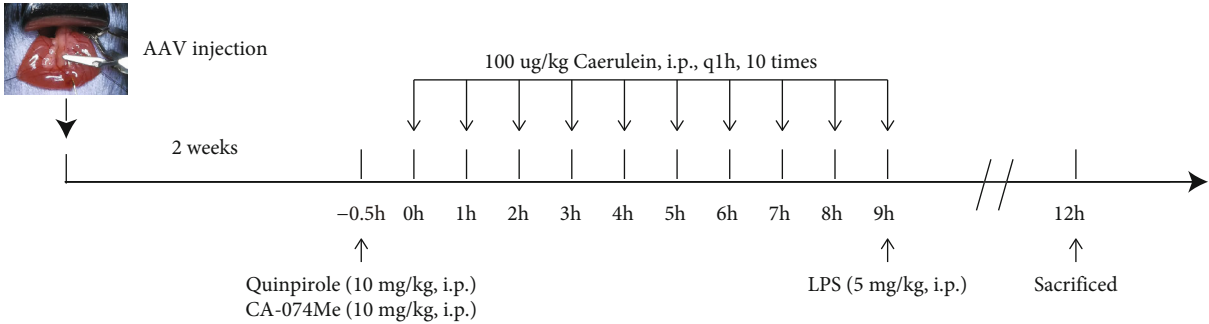 AAV injection
100 ug/kg Caerulein, i.p., q1h, 10 times
2 weeks
−0.5h 0h 1h 2h 3h 4h 5h 6h 7h 8h 9h 12h
Quinpirole (10 mg/kg, i.p.) LPS (5 mg/kg, i.p.) Sacrificed
CA-074Me (10 mg/kg, i.p.)